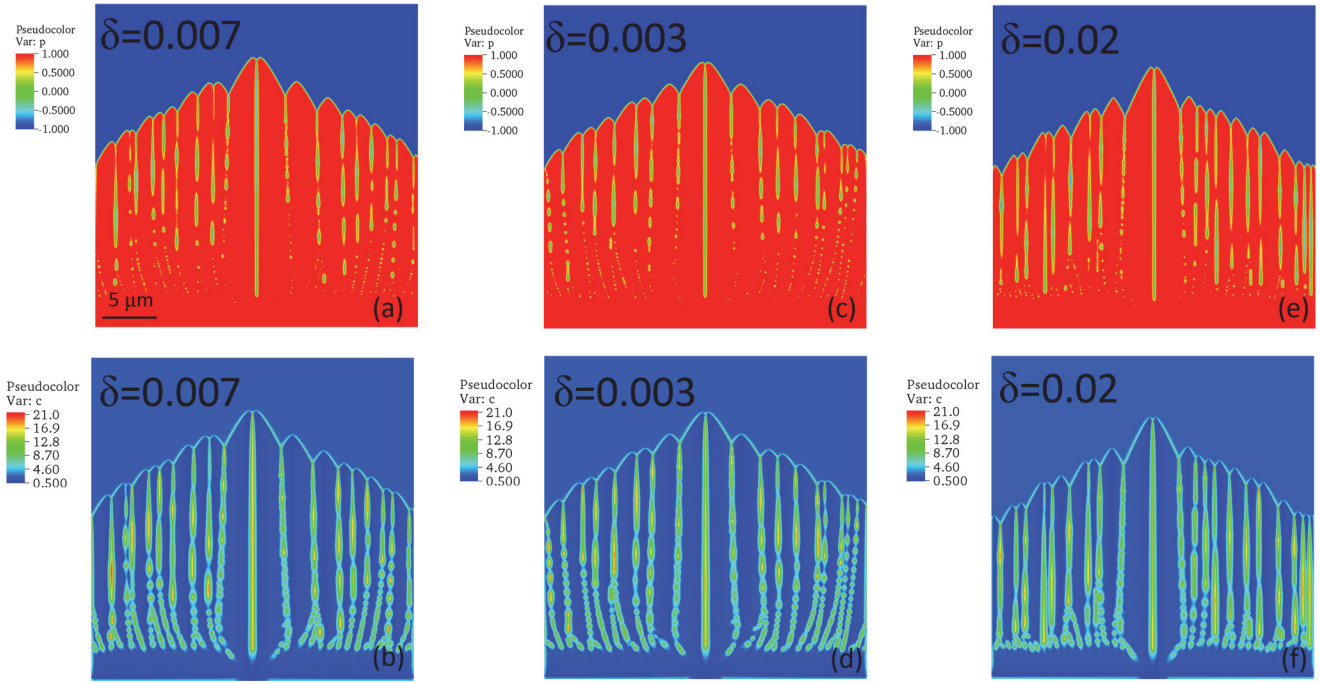 Pseudocolor
Var: p
1.000
0.5000
0.000
-0.5000
-1.000
δ=0.007
5 μm
(a)
Pseudocolor
Var: p
1.000
0.5000
0.000
-0.5000
-1.000
δ=0.003
(c)
Pseudocolor
Var: p
1.000
0.5000
0.000
-0.5000
-1.000
δ=0.02
(e)
Pseudocolor
Var: c
21.0
16.9
12.8
8.70
4.60
0.500
δ=0.007
(b)
Pseudocolor
Var: c
21.0
16.9
12.8
8.70
4.60
0.500
δ=0.003
(d)
Pseudocolor
Var: c
21.0
16.9
12.8
8.70
4.60
0.500
δ=0.02
(f)